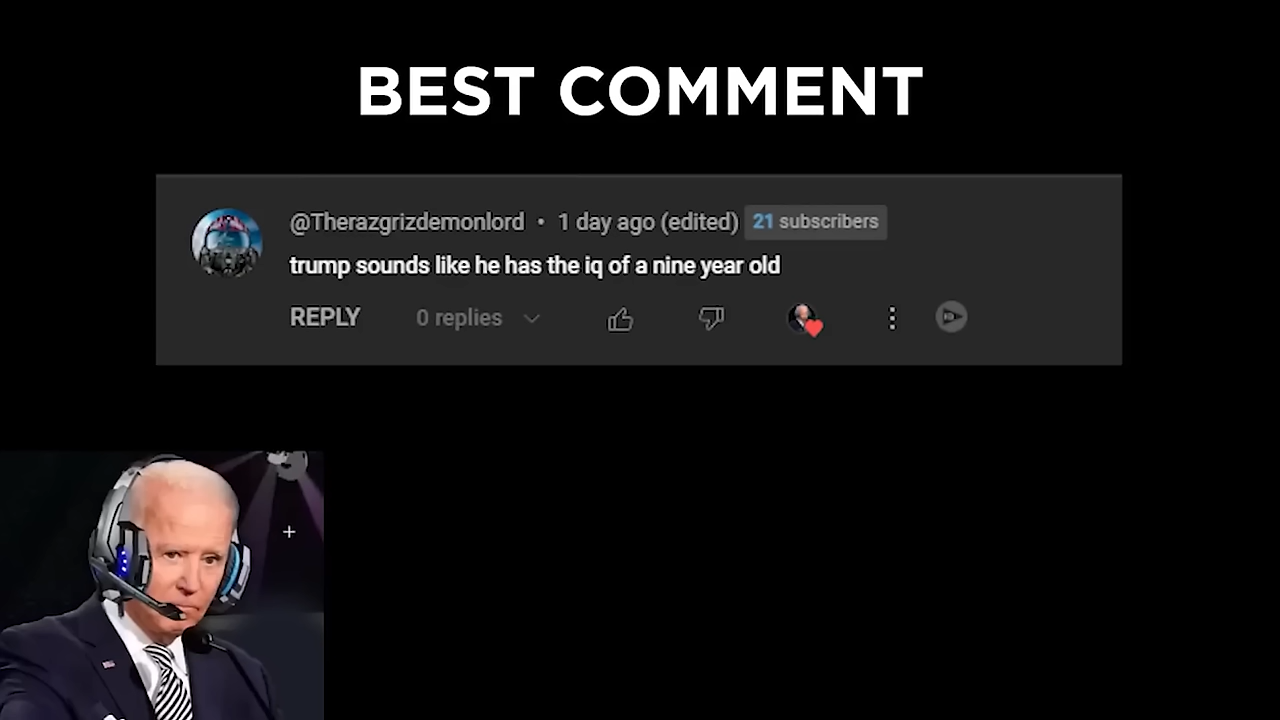 BEST COMMENT
@Therazgrizdemonlord • 1 day ago (edited) 21 subscribers
trump sounds like he has the iq of a nine year old
REPLY 0 replies